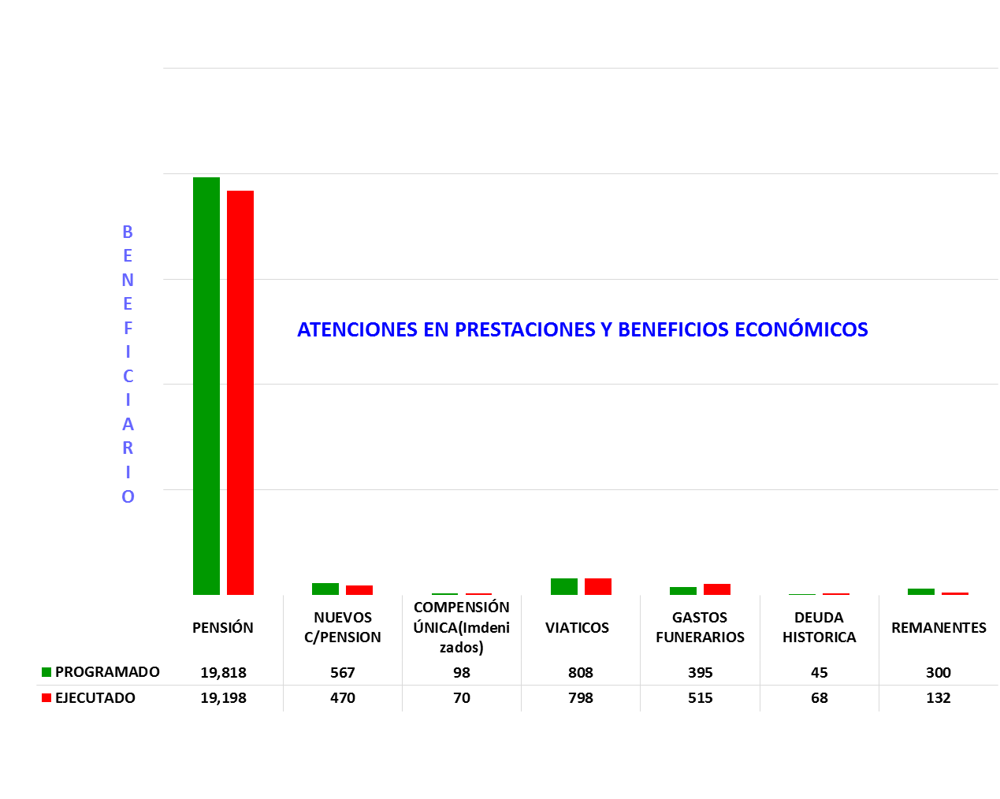 B
E
N
E
F
I
C
I
A
R
I
O
ATENCIONES EN PRESTACIONES Y BENEFICIOS ECONÓMICOS
PENSIÓN
NUEVOS
C/PENSION
COMPENSIÓN
ÚNICA(Imdeni
zados)
VIATICOS
GASTOS
FUNERARIOS
DEUDA
HISTORICA
REMANENTES
PROGRAMADO 19,818 567 98 808 395 45 300
EJECUTADO 19,198 470 70 798 515 68 132